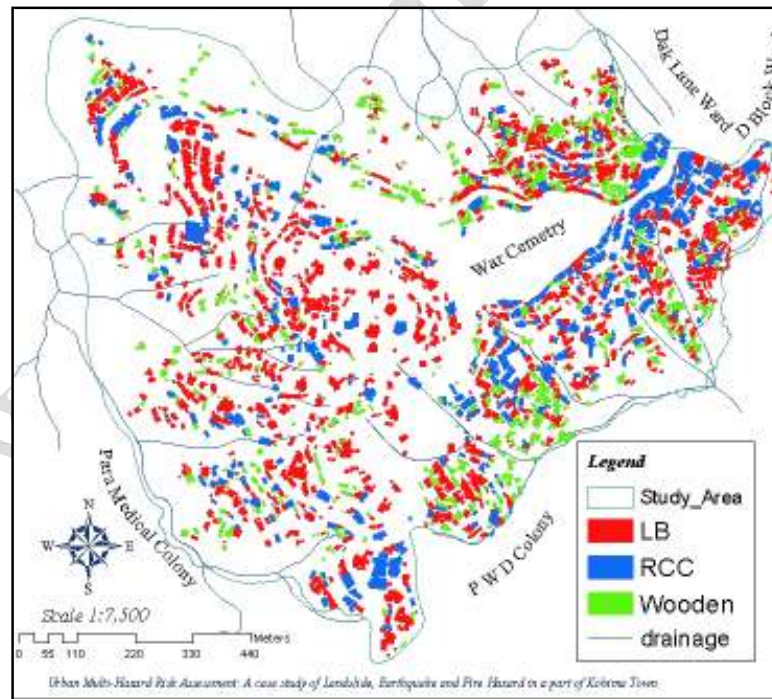 Dak Lane Ward
D Block
War Cemetery
Para Medical Colony
P W D Colony
Legend
Study_Area
LB
RCC
Wooden
drainage
N
W E
S
Scale 1:7,500
Meters
0 55 110 220 330 440
Urban Multi-Hazard Risk Assessment: A case study of Landslide, Earthquake and Fire Hazard in a part of Kohima Town